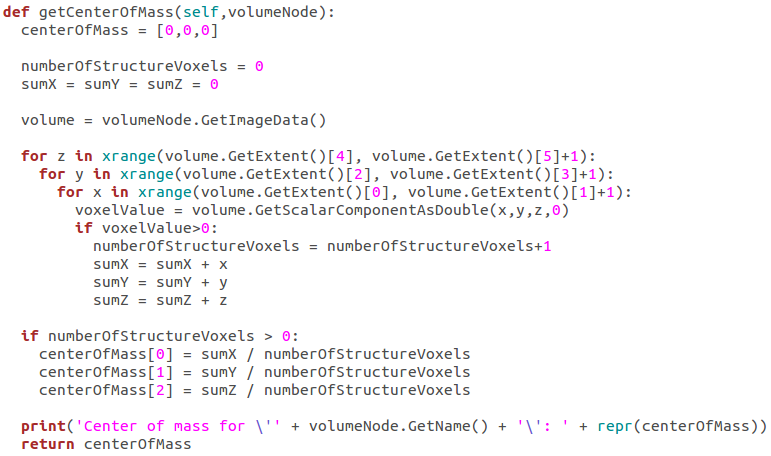 def getCenterOfMass(self,volumeNode):
  centerOfMass = [0,0,0]

  numberOfStructureVoxels = 0
  sumX = sumY = sumZ = 0

  volume = volumeNode.GetImageData()

  for z in xrange(volume.GetExtent()[4], volume.GetExtent()[5]+1):
    for y in xrange(volume.GetExtent()[2], volume.GetExtent()[3]+1):
      for x in xrange(volume.GetExtent()[0], volume.GetExtent()[1]+1):
        voxelValue = volume.GetScalarComponentAsDouble(x,y,z,0)
        if voxelValue>0:
          numberOfStructureVoxels = numberOfStructureVoxels+1
          sumX = sumX + x
          sumY = sumY + y
          sumZ = sumZ + z

  if numberOfStructureVoxels > 0:
    centerOfMass[0] = sumX / numberOfStructureVoxels
    centerOfMass[1] = sumY / numberOfStructureVoxels
    centerOfMass[2] = sumZ / numberOfStructureVoxels

  print('Center of mass for \'' + volumeNode.GetName() + '\': ' + repr(centerOfMass))
  return centerOfMass